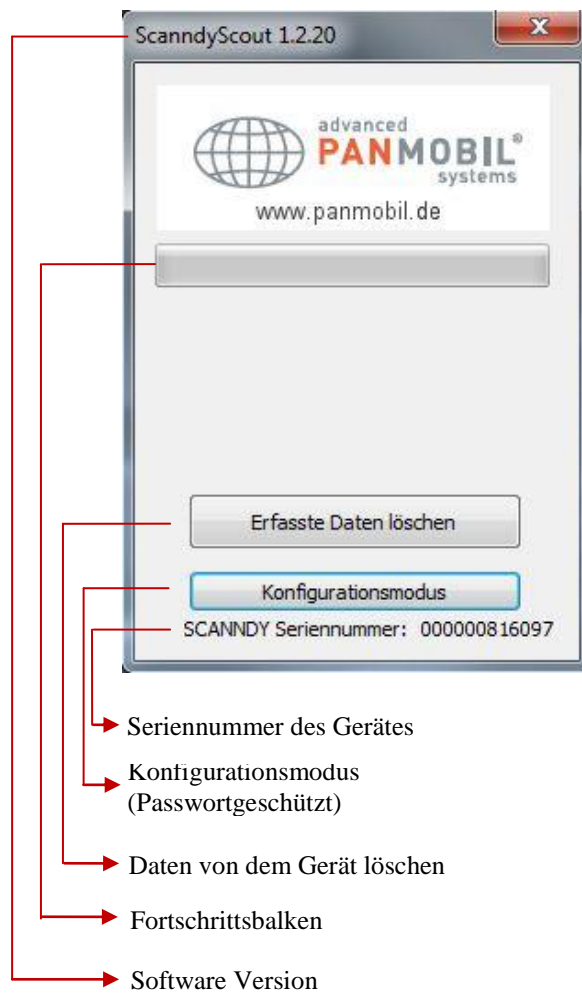 ScanndyScout 1.2.20
X
advanced
PANMOBIL®
systems
www.panmobil.de
Erfasste Daten löschen
Konfigurationsmodus
SCANNDY Seriennummer: 000000816097
Seriennummer des Gerätes
Konfigurationsmodus
(Passwortgeschützt)
Daten von dem Gerät löschen
Fortschrittsbalken
Software Version